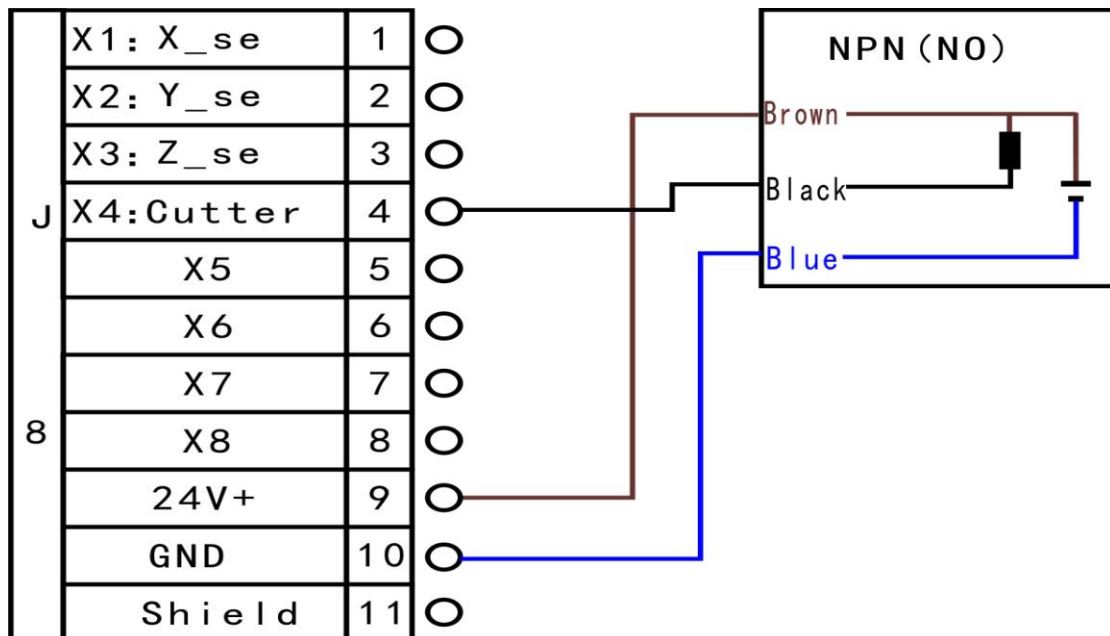 X1: X_se 1
X2: Y_se 2
X3: Z_se 3
X4:Cutter 4
X5 5
X6 6
X7 7
X8 8
24V+ 9
GND 10
Shield 11
J
8
NPN (NO)
Brown
Black
Blue